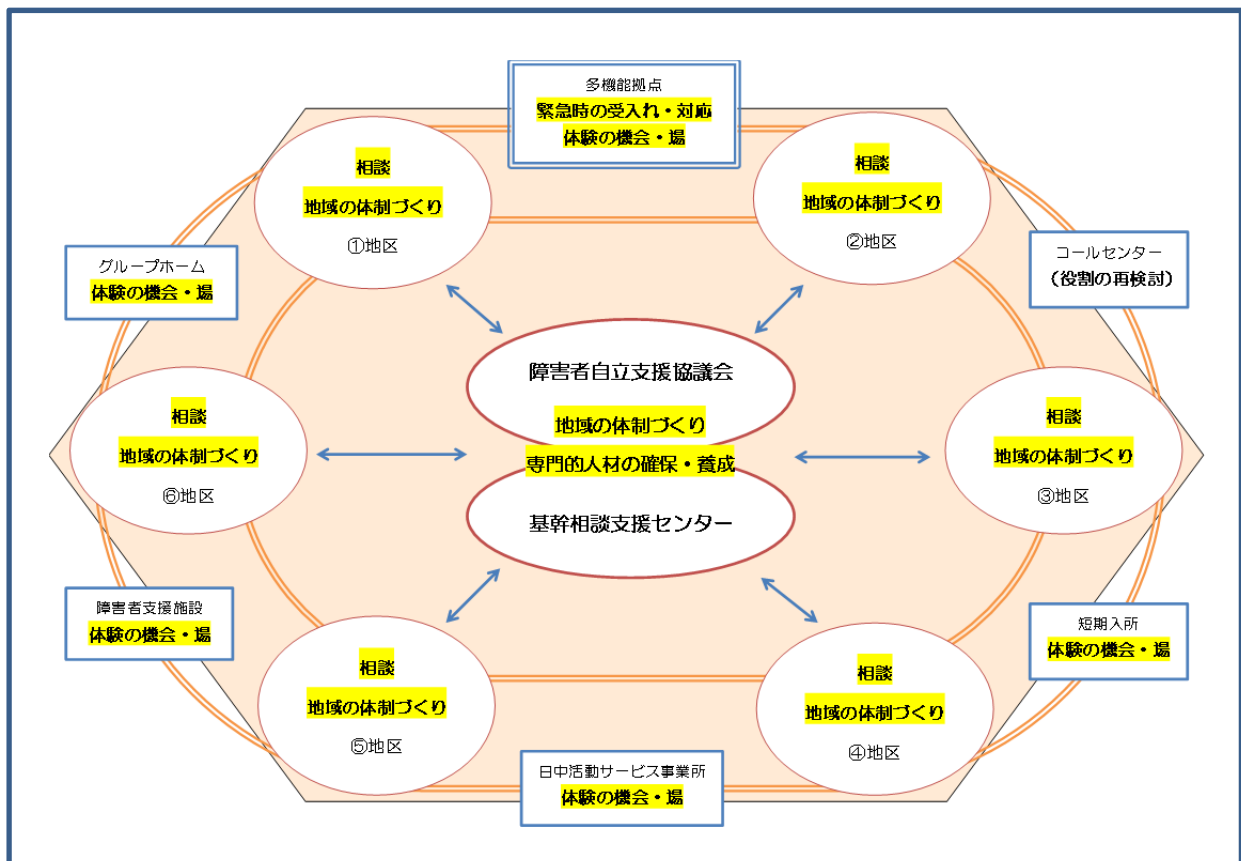 多機能拠点
緊急時の受入れ・対応
体験の機会・場
相談
地域の体制づくり
①地区
相談
地域の体制づくり
②地区
グループホーム
体験の機会・場
コールセンター
（役割の再検討）
障害者自立支援協議会
地域の体制づくり
専門的人材の確保・養成
基幹相談支援センター
相談
地域の体制づくり
⑥地区
相談
地域の体制づくり
③地区
障害者支援施設
体験の機会・場
短期入所
体験の機会・場
相談
地域の体制づくり
⑤地区
相談
地域の体制づくり
④地区
日中活動サービス事業所
体験の機会・場